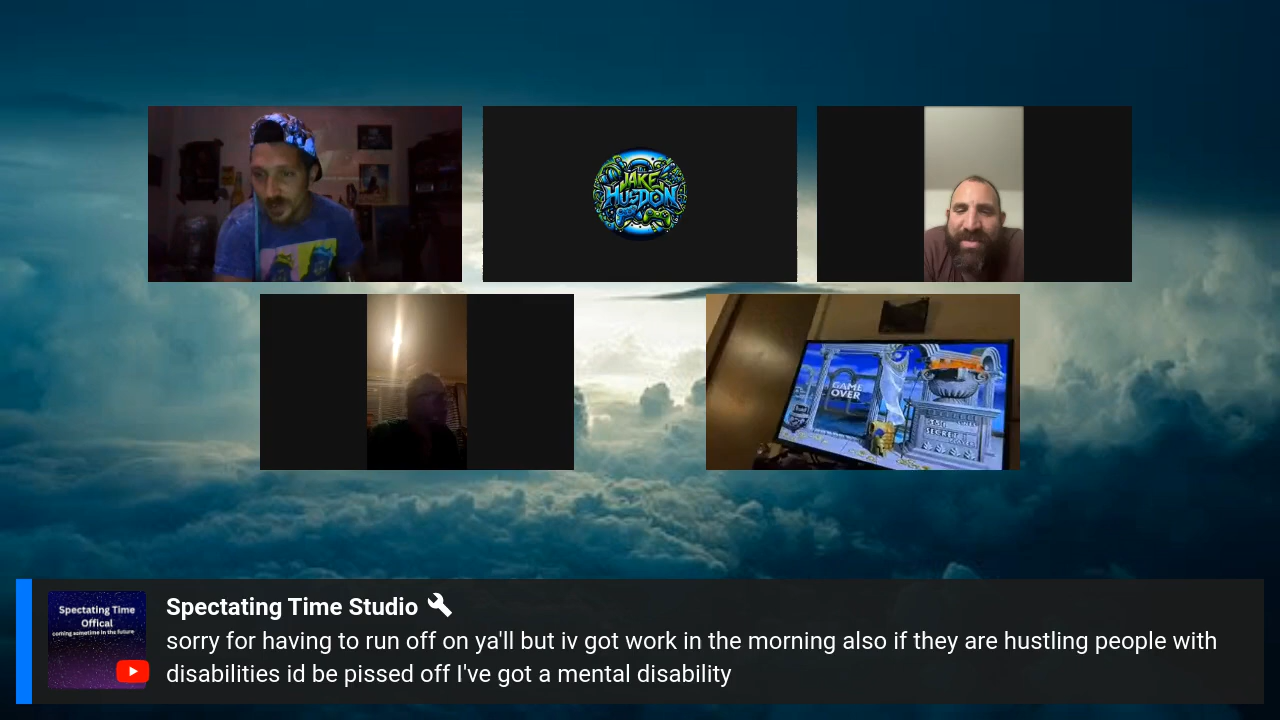 JAKE
HUSDON
GAME
OVER
Spectating Time
Offical
coming sometime in the future
Spectating Time Studio
sorry for having to run off on ya'll but iv got work in the morning also if they are hustling people with
disabilities id be pissed off I've got a mental disability